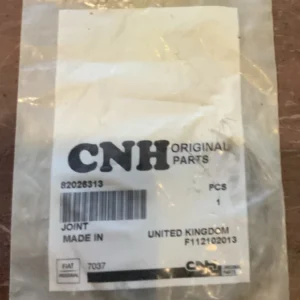 CNH ORIGINAL PARTS
82026313 PCS
1
JOINT
MADE IN UNITED KINGDOM
F112102013
7037